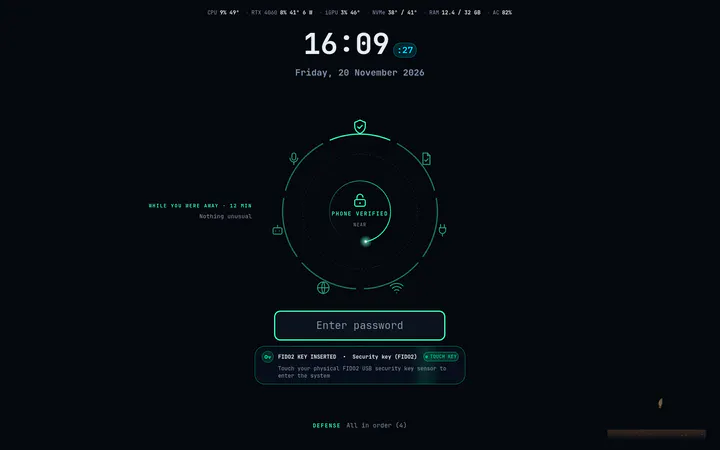 CPU 9% 49° · RTX 4060 8% 41° 6 W · iGPU 3% 46° · NVMe 38° / 41° · RAM 12.4 / 32 GB · AC 82%
16:09 :27
Friday, 20 November 2026
WHILE YOU WERE AWAY · 12 MIN
Nothing unusual
PHONE VERIFIED
NEAR
Enter password
FIDO2 KEY INSERTED • Security key (FIDO2) TOUCH KEY
Touch your physical FIDO2 USB security key sensor to
enter the system
DEFENSE All in order (4)